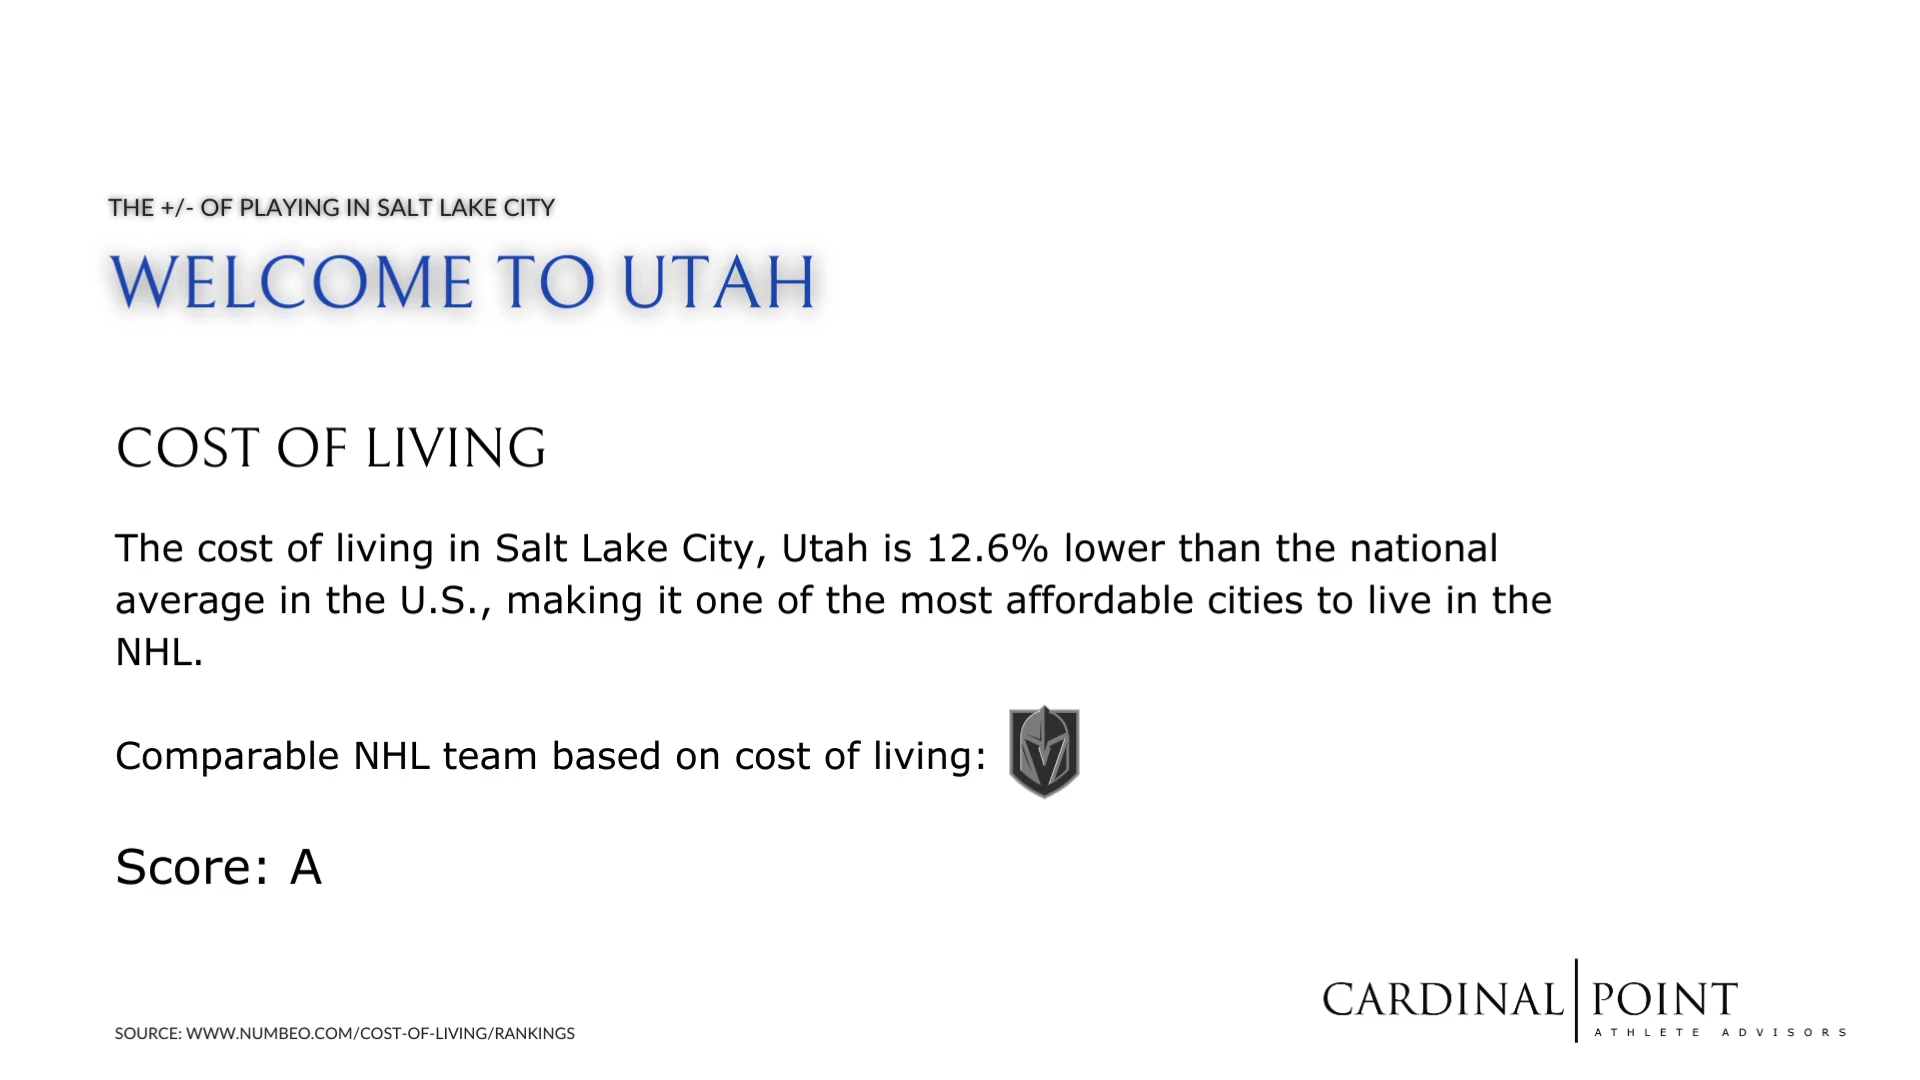 THE +/- OF PLAYING IN SALT LAKE CITY
WELCOME TO UTAH
COST OF LIVING
The cost of living in Salt Lake City, Utah is 12.6% lower than the national
average in the U.S., making it one of the most affordable cities to live in the
NHL.
Comparable NHL team based on cost of living:
Score: A
CARDINAL POINT
ATHLETE ADVISORS
SOURCE: WWW.NUMBEO.COM/COST-OF-LIVING/RANKINGS